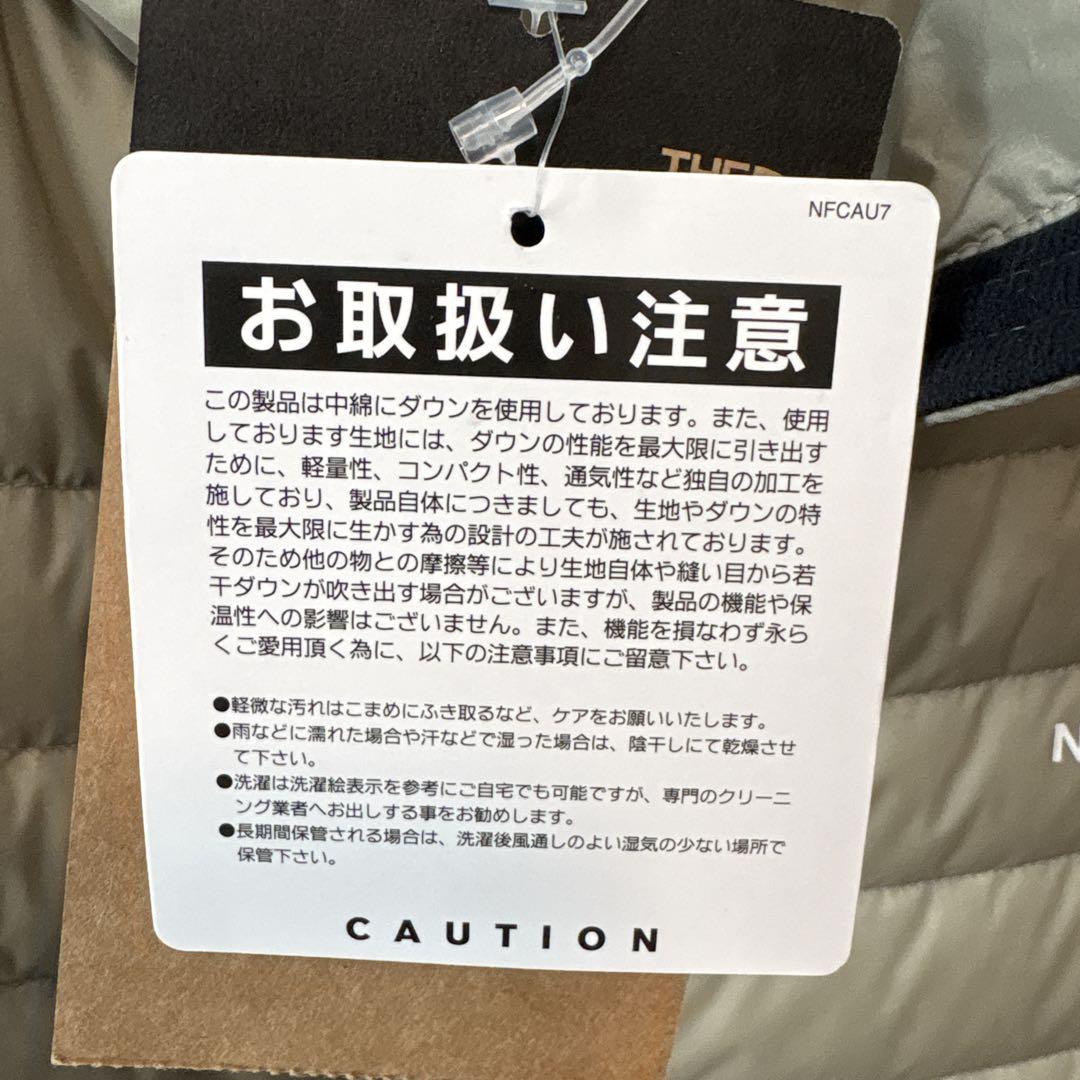 THER
NFCAU7
お取扱い注意
この製品は中綿にダウンを使用しております。また、使用
しております生地には、ダウンの性能を最大限に引き出す
ために、軽量性、コンパクト性、通気性など独自の加工を
施しており、製品自体につきましても、生地やダウンの特
性を最大限に生かす為の設計の工夫が施されております。
そのため他の物との摩擦等により生地自体や縫い目から若
干ダウンが吹き出す場合がございますが、製品の機能や保
温性への影響はございません。また、機能を損なわず永ら
くご愛用頂く為に、以下の注意事項にご留意下さい。
●軽微な汚れはこまめにふき取るなど、ケアをお願いいたします。
●雨などに濡れた場合や汗などで湿った場合は、陰干しにて乾燥させ
て下さい。
●洗濯は洗濯絵表示を参考にご自宅でも可能ですが、専門のクリーニ
ング業者へお出しする事をお勧めします。
●長期間保管される場合は、洗濯後風通しのよい湿気の少ない場所で
保管下さい。
CAUTION
N